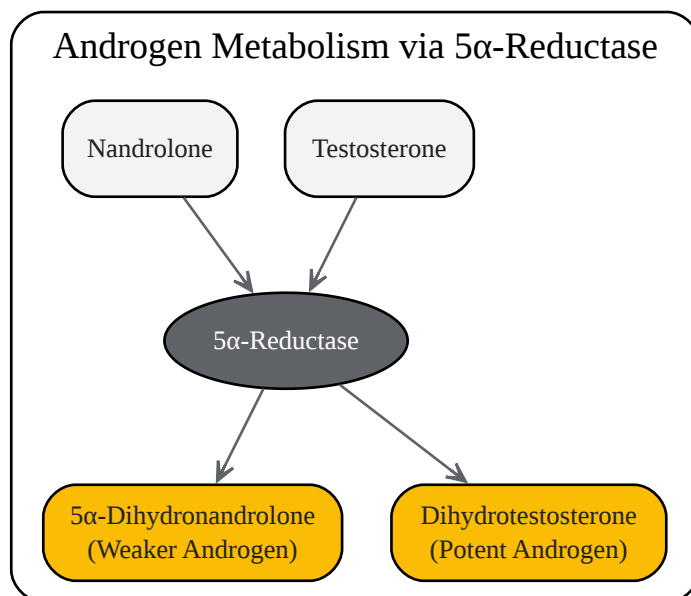 Androgen Metabolism via 5α-Reductase
Nandrolone
Testosterone
5α-Reductase
5α-Dihydronandrolone
(Weaker Androgen)
Dihydrotestosterone
(Potent Androgen)